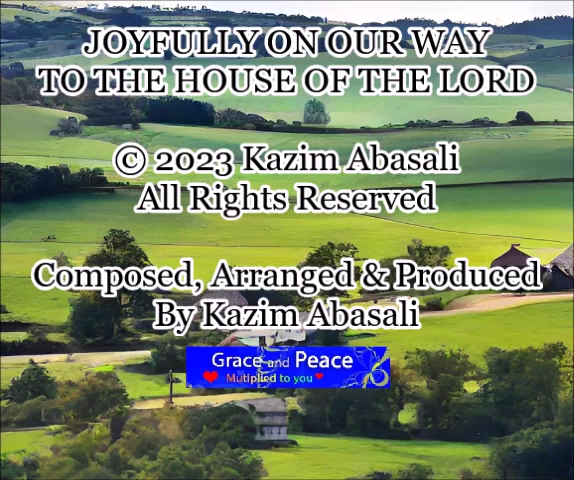 JOYFULLY ON OUR WAY
TO THE HOUSE OF THE LORD
© 2023 Kazim Abasali
All Rights Reserved
Composed, Arranged & Produced
By Kazim Abasali
Grace and Peace
Mutiplied to you